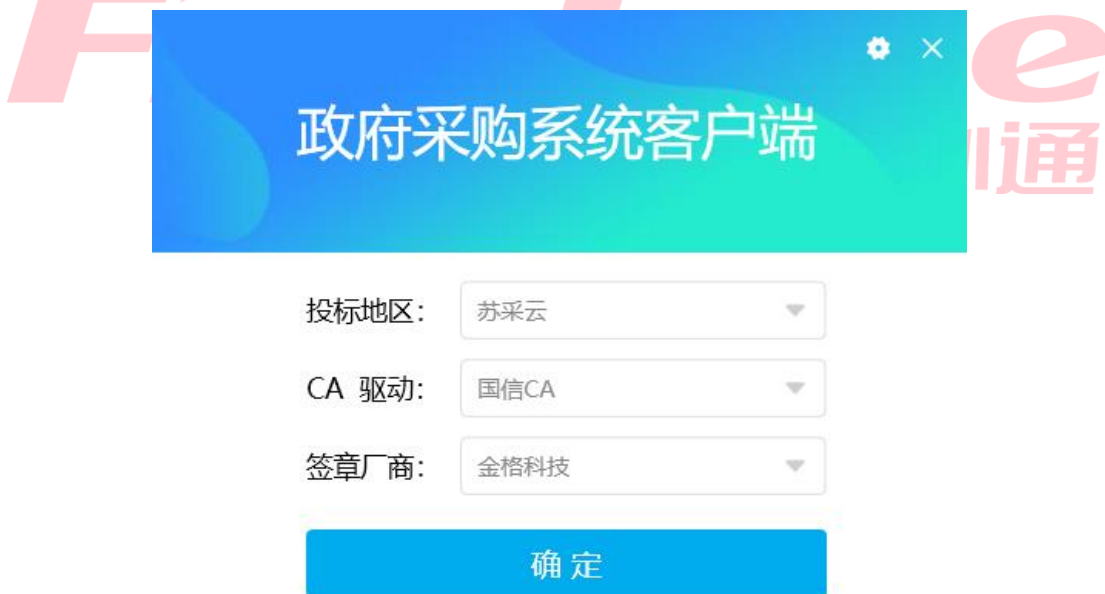 政府采购系统客户端
通
投标地区： 苏采云
CA 驱动： 国信CA
签章厂商： 金格科技
确 定